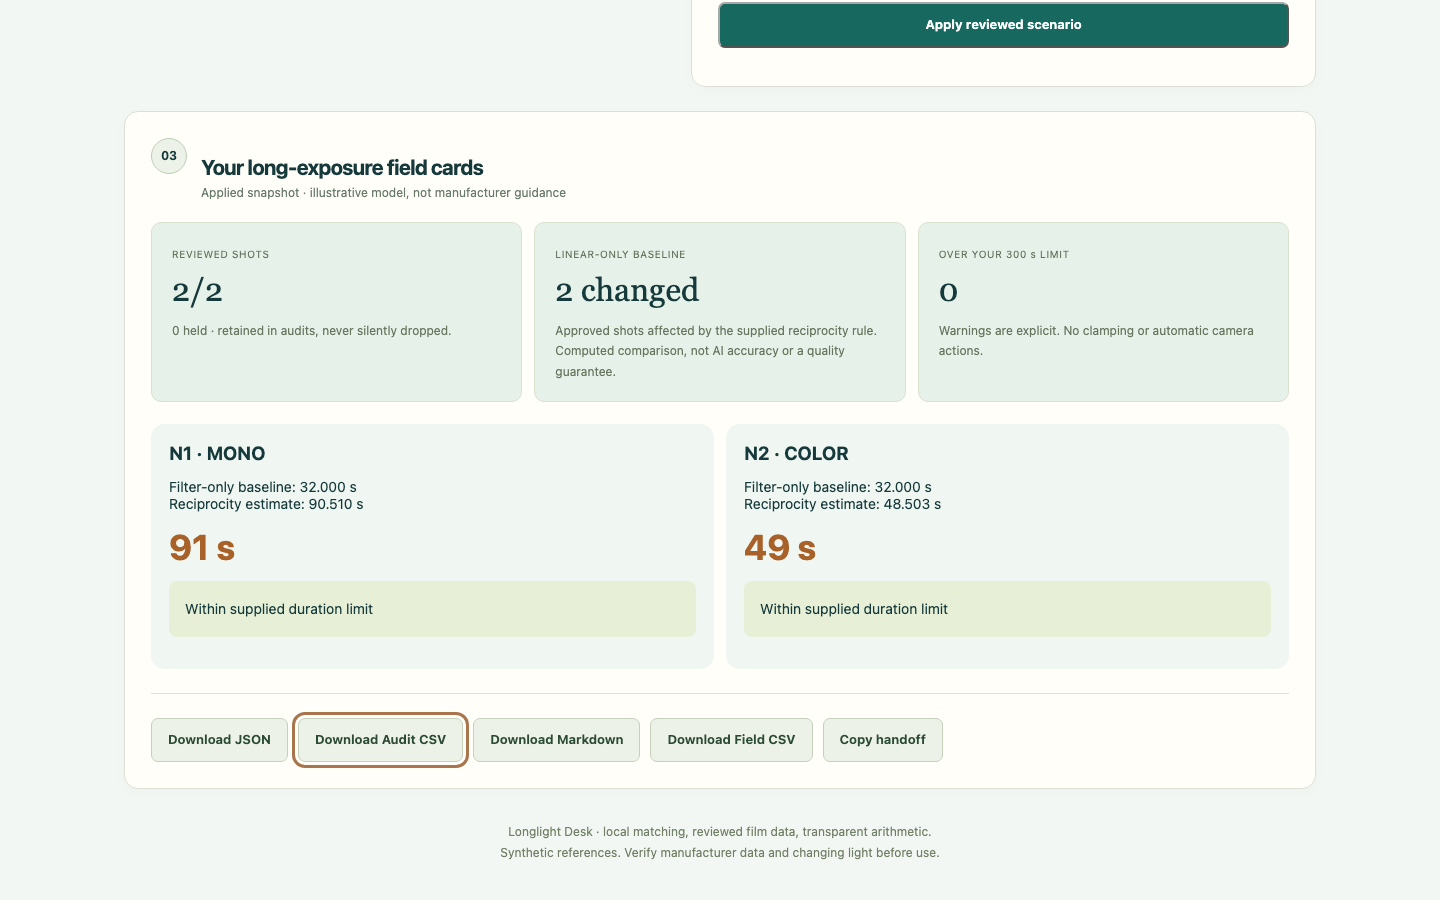 Apply reviewed scenario
03
Your long-exposure field cards
Applied snapshot · illustrative model, not manufacturer guidance
REVIEWED SHOTS
2/2
0 held · retained in audits, never silently dropped.
LINEAR-ONLY BASELINE
2 changed
Approved shots affected by the supplied reciprocity rule.
Computed comparison, not AI accuracy or a quality
guarantee.
OVER YOUR 300 s LIMIT
0
Warnings are explicit. No clamping or automatic camera
actions.
N1 · MONO
Filter-only baseline: 32.000 s
Reciprocity estimate: 90.510 s
91 s
Within supplied duration limit
N2 · COLOR
Filter-only baseline: 32.000 s
Reciprocity estimate: 48.503 s
49 s
Within supplied duration limit
Download JSON
Download Audit CSV
Download Markdown
Download Field CSV
Copy handoff
Longlight Desk · local matching, reviewed film data, transparent arithmetic.
Synthetic references. Verify manufacturer data and changing light before use.